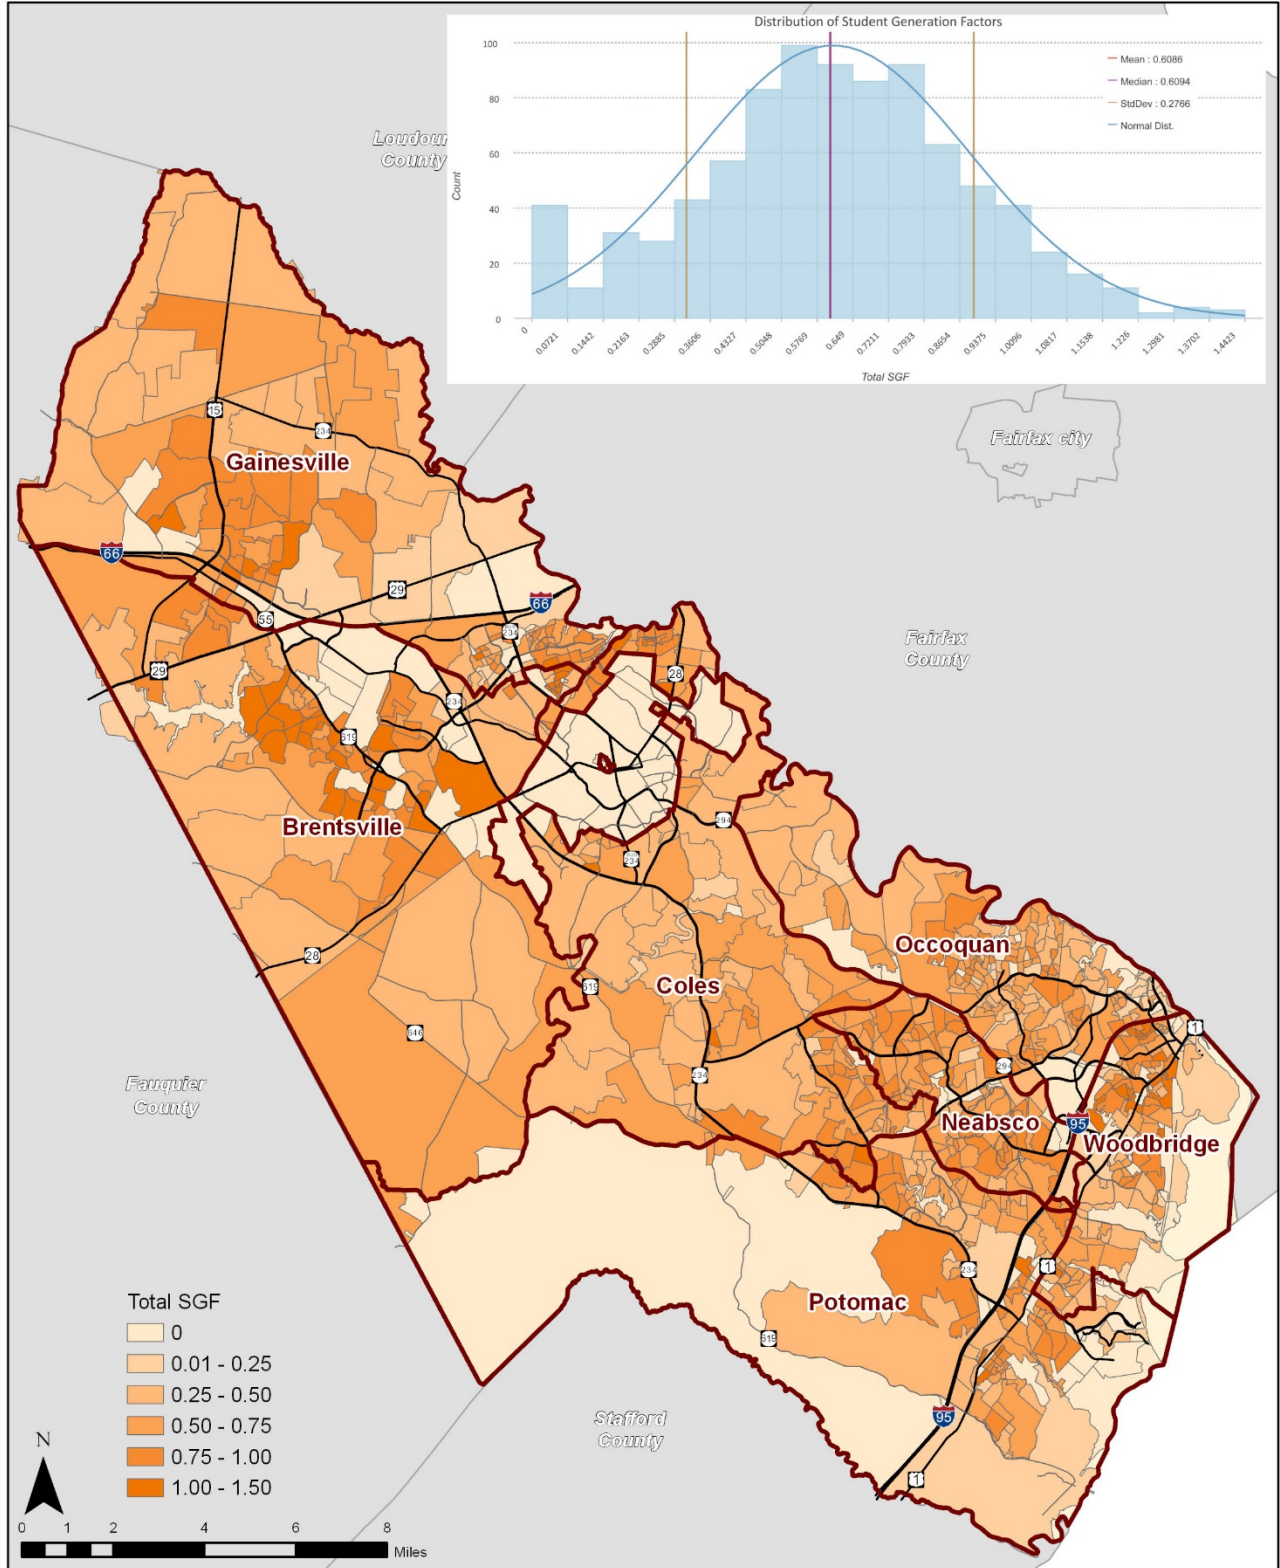 Distribution of Student Generation Factors
100
80
60
40
20
0
Count
Mean : 0.6086
Median : 0.6094
StdDev : 0.2766
Normal Dist.
0
0.0721
0.1442
0.2163
0.2885
0.3606
0.4327
0.5048
0.5769
0.649
0.7211
0.7933
0.8654
0.9375
1.0096
1.0817
1.1538
1.226
1.2981
1.3702
1.4423
Total SGF
Loudoun
County
15
234
Fairfax city
Gainesville
66
29
66
55
234
Fairfax
County
29
28
234
619
Brentsville
294
234
Occoquan
28
Coles
619
646
1
294
234
Fauquier
County
Neabsco
95
Woodbridge
234
1
Potomac
619
Total SGF
0
0.01 - 0.25
0.25 - 0.50
0.50 - 0.75
0.75 - 1.00
1.00 - 1.50
Stafford
County
95
1
N
0 1 2 4 6 8
Miles